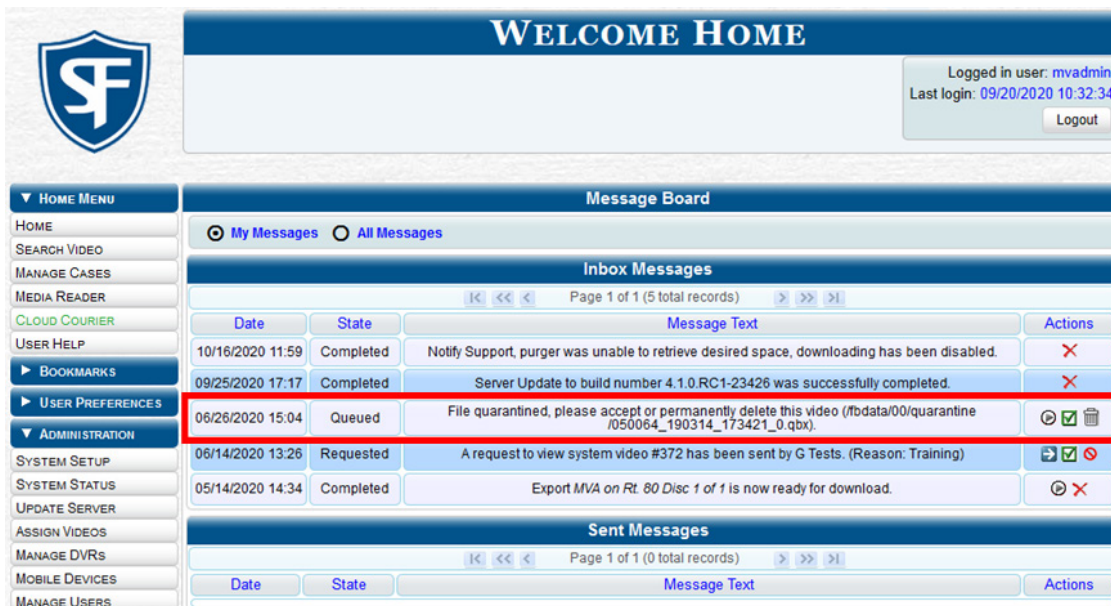 SF
WELCOME HOME
Logged in user: mvadmin
Last login: 09/20/2020 10:32:34
Logout
▼ HOME MENU
HOME
SEARCH VIDEO
MANAGE CASES
MEDIA READER
CLOUD COURIER
USER HELP
▶ BOOKMARKS
▶ USER PREFERENCES
▼ ADMINISTRATION
SYSTEM SETUP
SYSTEM STATUS
UPDATE SERVER
ASSIGN VIDEOS
MANAGE DVRS
MOBILE DEVICES
MANAGE USERS
Message Board
My Messages All Messages
Inbox Messages
|< << < Page 1 of 1 (5 total records) > >> >|
Date State Message Text Actions
10/16/2020 11:59 Completed Notify Support, purger was unable to retrieve desired space, downloading has been disabled.
09/25/2020 17:17 Completed Server Update to build number 4.1.0.RC1-23426 was successfully completed.
06/26/2020 15:04 Queued File quarantined, please accept or permanently delete this video (/fbdata/00/quarantine
/050064_190314_173421_0.qbx).
06/14/2020 13:26 Requested A request to view system video #372 has been sent by G Tests. (Reason: Training)
05/14/2020 14:34 Completed Export MVA on Rt. 80 Disc 1 of 1 is now ready for download.
Sent Messages
|< << < Page 1 of 1 (0 total records) > >> >|
Date State Message Text Actions